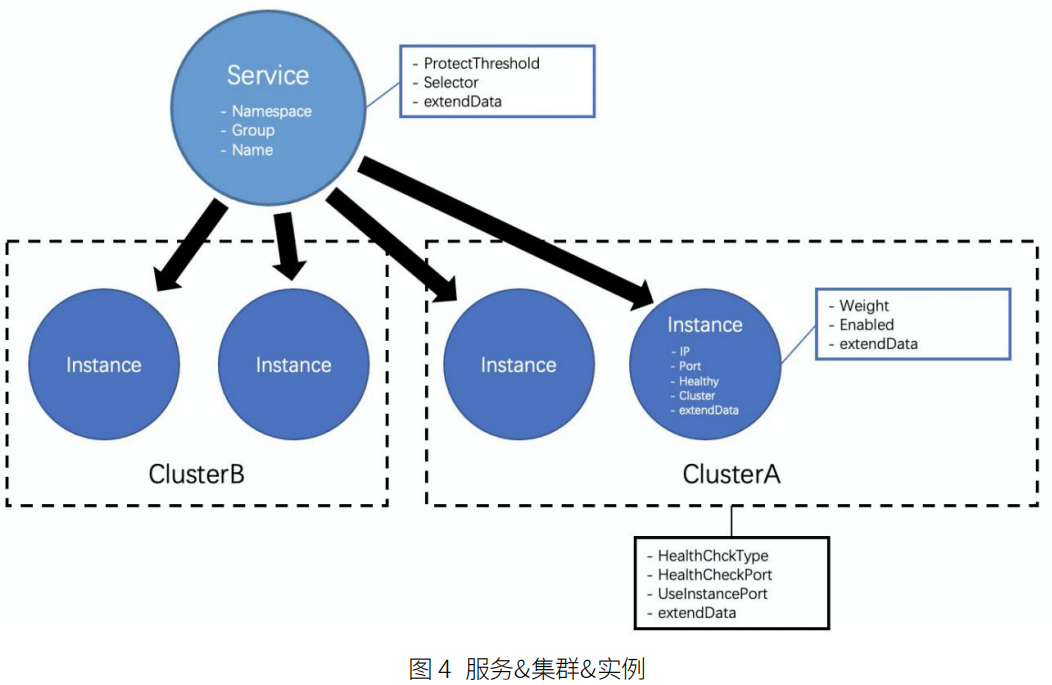 Service
- Namespace
- Group
- Name
- ProtectThreshold
- Selector
- extendData
Instance
Instance
ClusterB
Instance
Instance
- IP
- Port
- Healthy
- Cluster
- extendData
- Weight
- Enabled
- extendData
ClusterA
- HealthChckType
- HealthCheckPort
- UseInstancePort
- extendData
图 4 服务&集群&实例